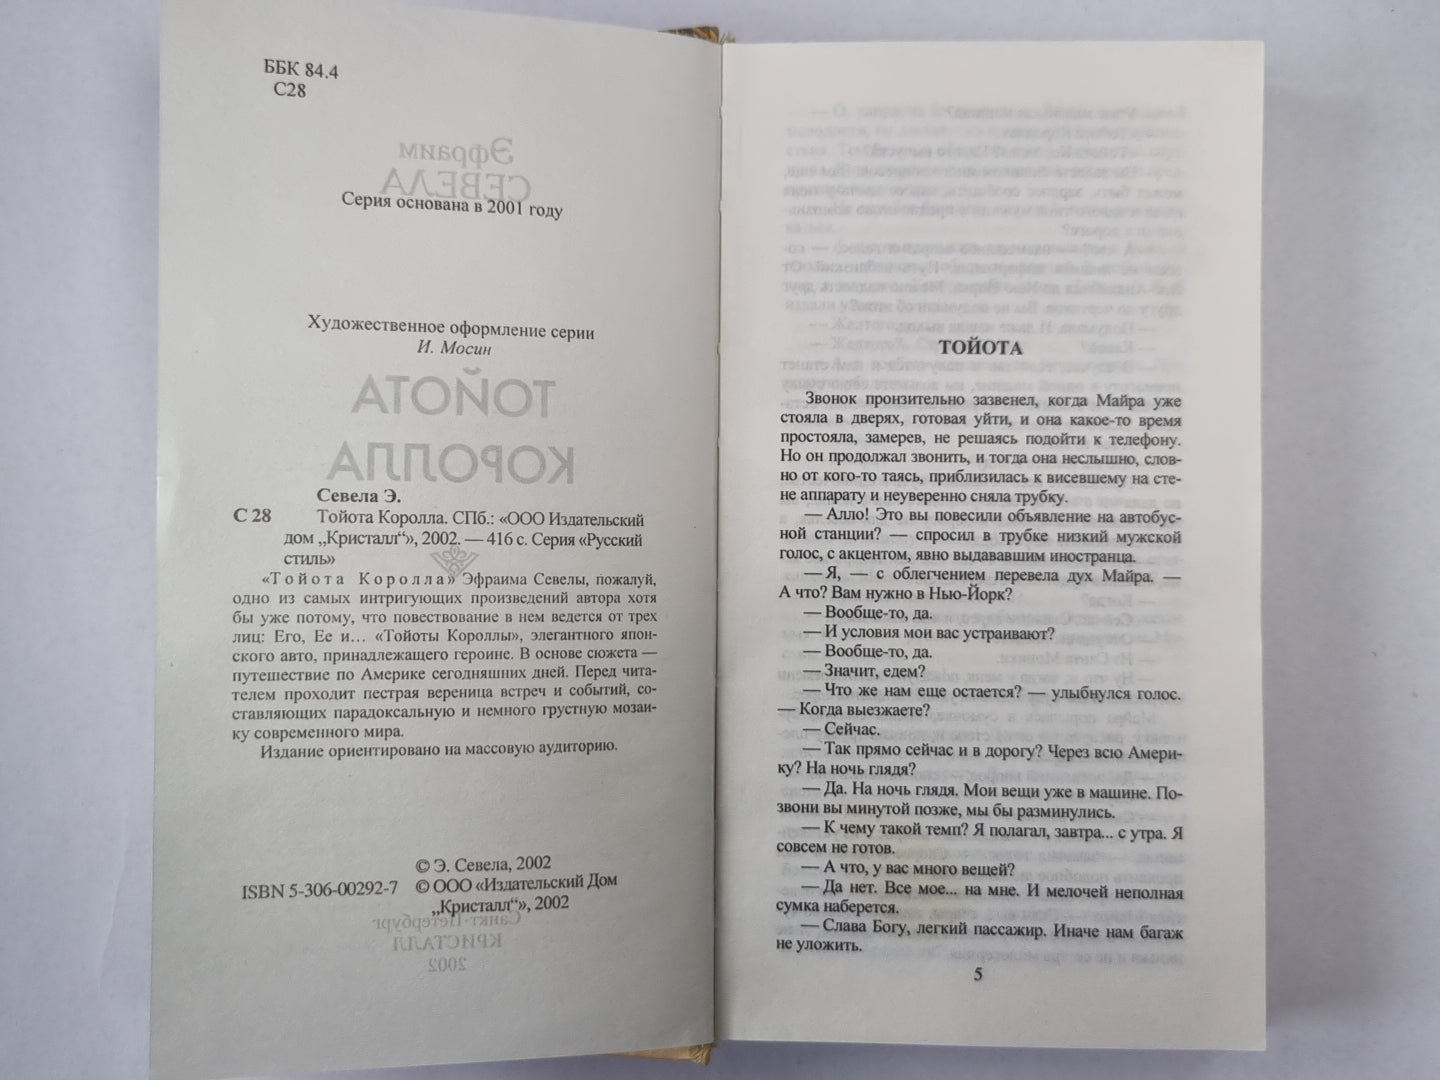 ББК 84.4
С28
Эфраим
СЕВЕЛА
Серия основана в 2001 году
Художественное оформление серии
И. Мосин
ТОЙОТА
КОРОЛЛА
Севела Э.
С 28 Тойота Королла. СПб.: «ООО Издательский
дом „Кристалл“», 2002. — 416 с. Серия «Русский
стиль»
«Тойота Королла» Эфраима Севелы, пожалуй,
одно из самых интригующих произведений автора хотя
бы уже потому, что повествование в нем ведется от трех
лиц: Его, Ее и... «Тойоты Короллы», элегантного япон-
ского авто, принадлежащего героине. В основе сюжета —
путешествие по Америке сегодняшних дней. Перед чита-
телем проходит пестрая вереница встреч и событий, со-
ставляющих парадоксальную и немного грустную мозаи-
ку современного мира.
Издание ориентировано на массовую аудиторию.
© Э. Севела, 2002
ISBN 5-306-00292-7 © ООО «Издательский Дом
„Кристалл“», 2002
Санкт-Петербург
КРИСТАЛЛ
2002
ТОЙОТА
Звонок пронзительно зазвенел, когда Майра уже
стояла в дверях, готовая уйти, и она какое-то время
простояла, замерев, не решаясь подойти к телефону.
Но он продолжал звонить, и тогда она неслышно, слов-
но от кого-то таясь, приблизилась к висевшему на сте-
не аппарату и неуверенно сняла трубку.
— Алло! Это вы повесили объявление на автобус-
ной станции? — спросил в трубке низкий мужской
голос, с акцентом, явно выдававшим иностранца.
— Я, — с облегчением перевела дух Майра. —
А что? Вам нужно в Нью-Йорк?
— Вообще-то, да.
— И условия мои вас устраивают?
— Вообще-то, да.
— Значит, едем?
— Что же нам еще остается? — улыбнулся голос.
— Когда выезжаете?
— Сейчас.
— Так прямо сейчас и в дорогу? Через всю Амери-
ку? На ночь глядя?
— Да. На ночь глядя. Мои вещи уже в машине. По-
звони вы минутой позже, мы бы разминулись.
— К чему такой темп? Я полагал, завтра... с утра. Я
совсем не готов.
— А что, у вас много вещей?
— Да нет. Все мое... на мне. И мелочей неполная
сумка наберется.
— Слава Богу, легкий пассажир. Иначе нам багаж
не уложить.
5